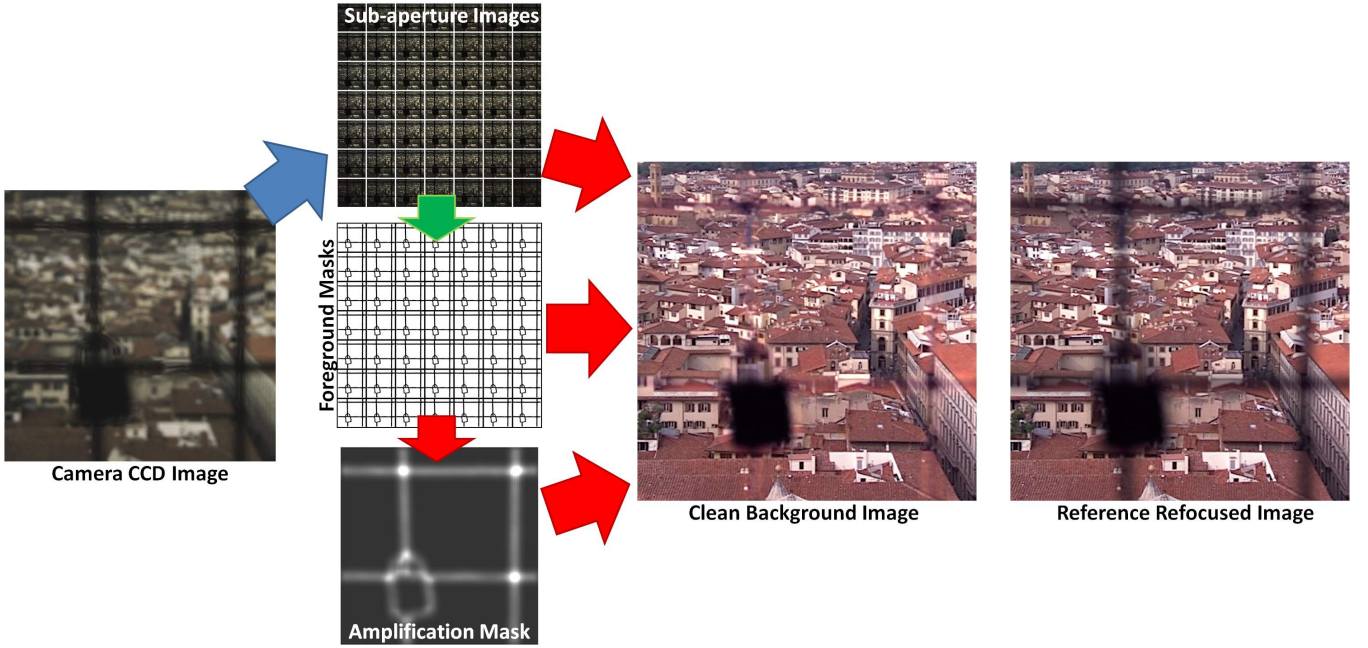 Sub-aperture Images
Foreground Masks
Camera CCD Image
Amplification Mask
Clean Background Image
Reference Refocused Image